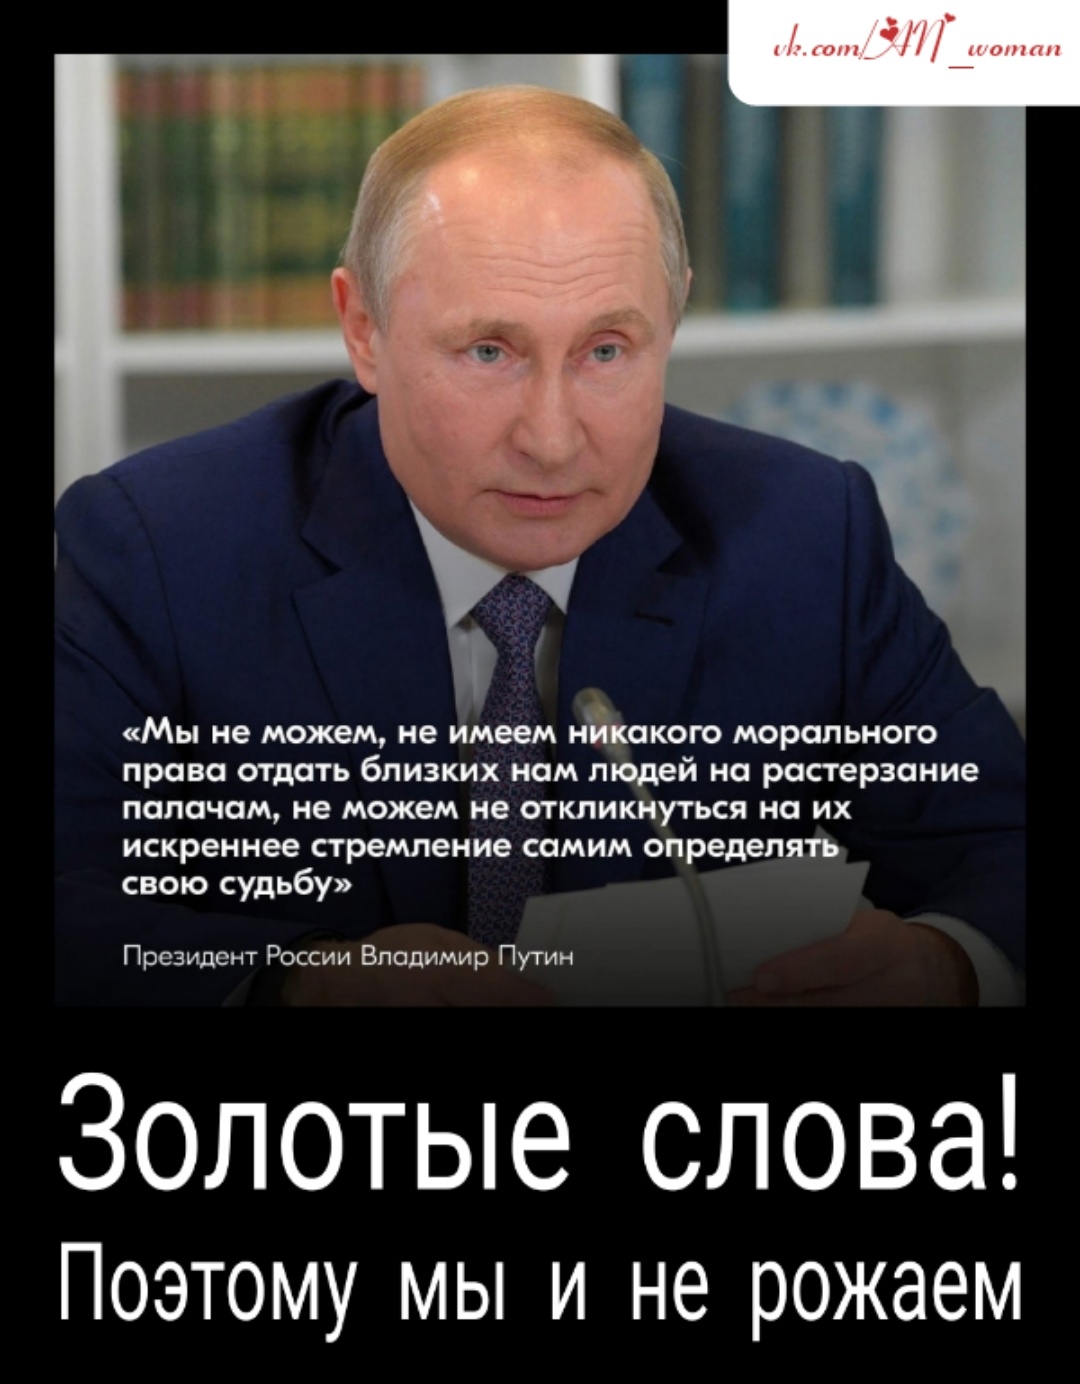 vk.com/AN_woman
«Мы не можем, не имеем никакого морального
права отдать близких нам людей на растерзание
палачам, не можем не откликнуться на их
искреннее стремление самим определять
свою судьбу»
Президент России Владимир Путин
Золотые слова!
Поэтому мы и не рожаем